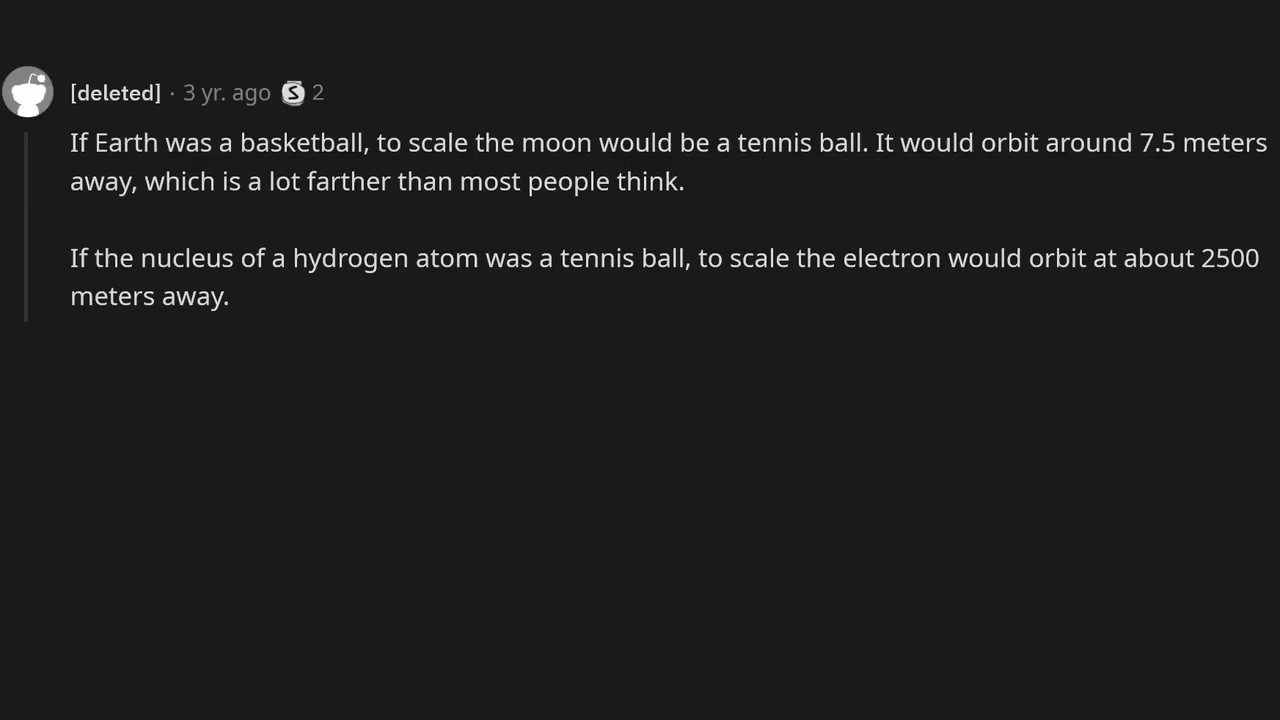 [deleted] · 3 yr. ago S 2
If Earth was a basketball, to scale the moon would be a tennis ball. It would orbit around 7.5 meters
away, which is a lot farther than most people think.
If the nucleus of a hydrogen atom was a tennis ball, to scale the electron would orbit at about 2500
meters away.